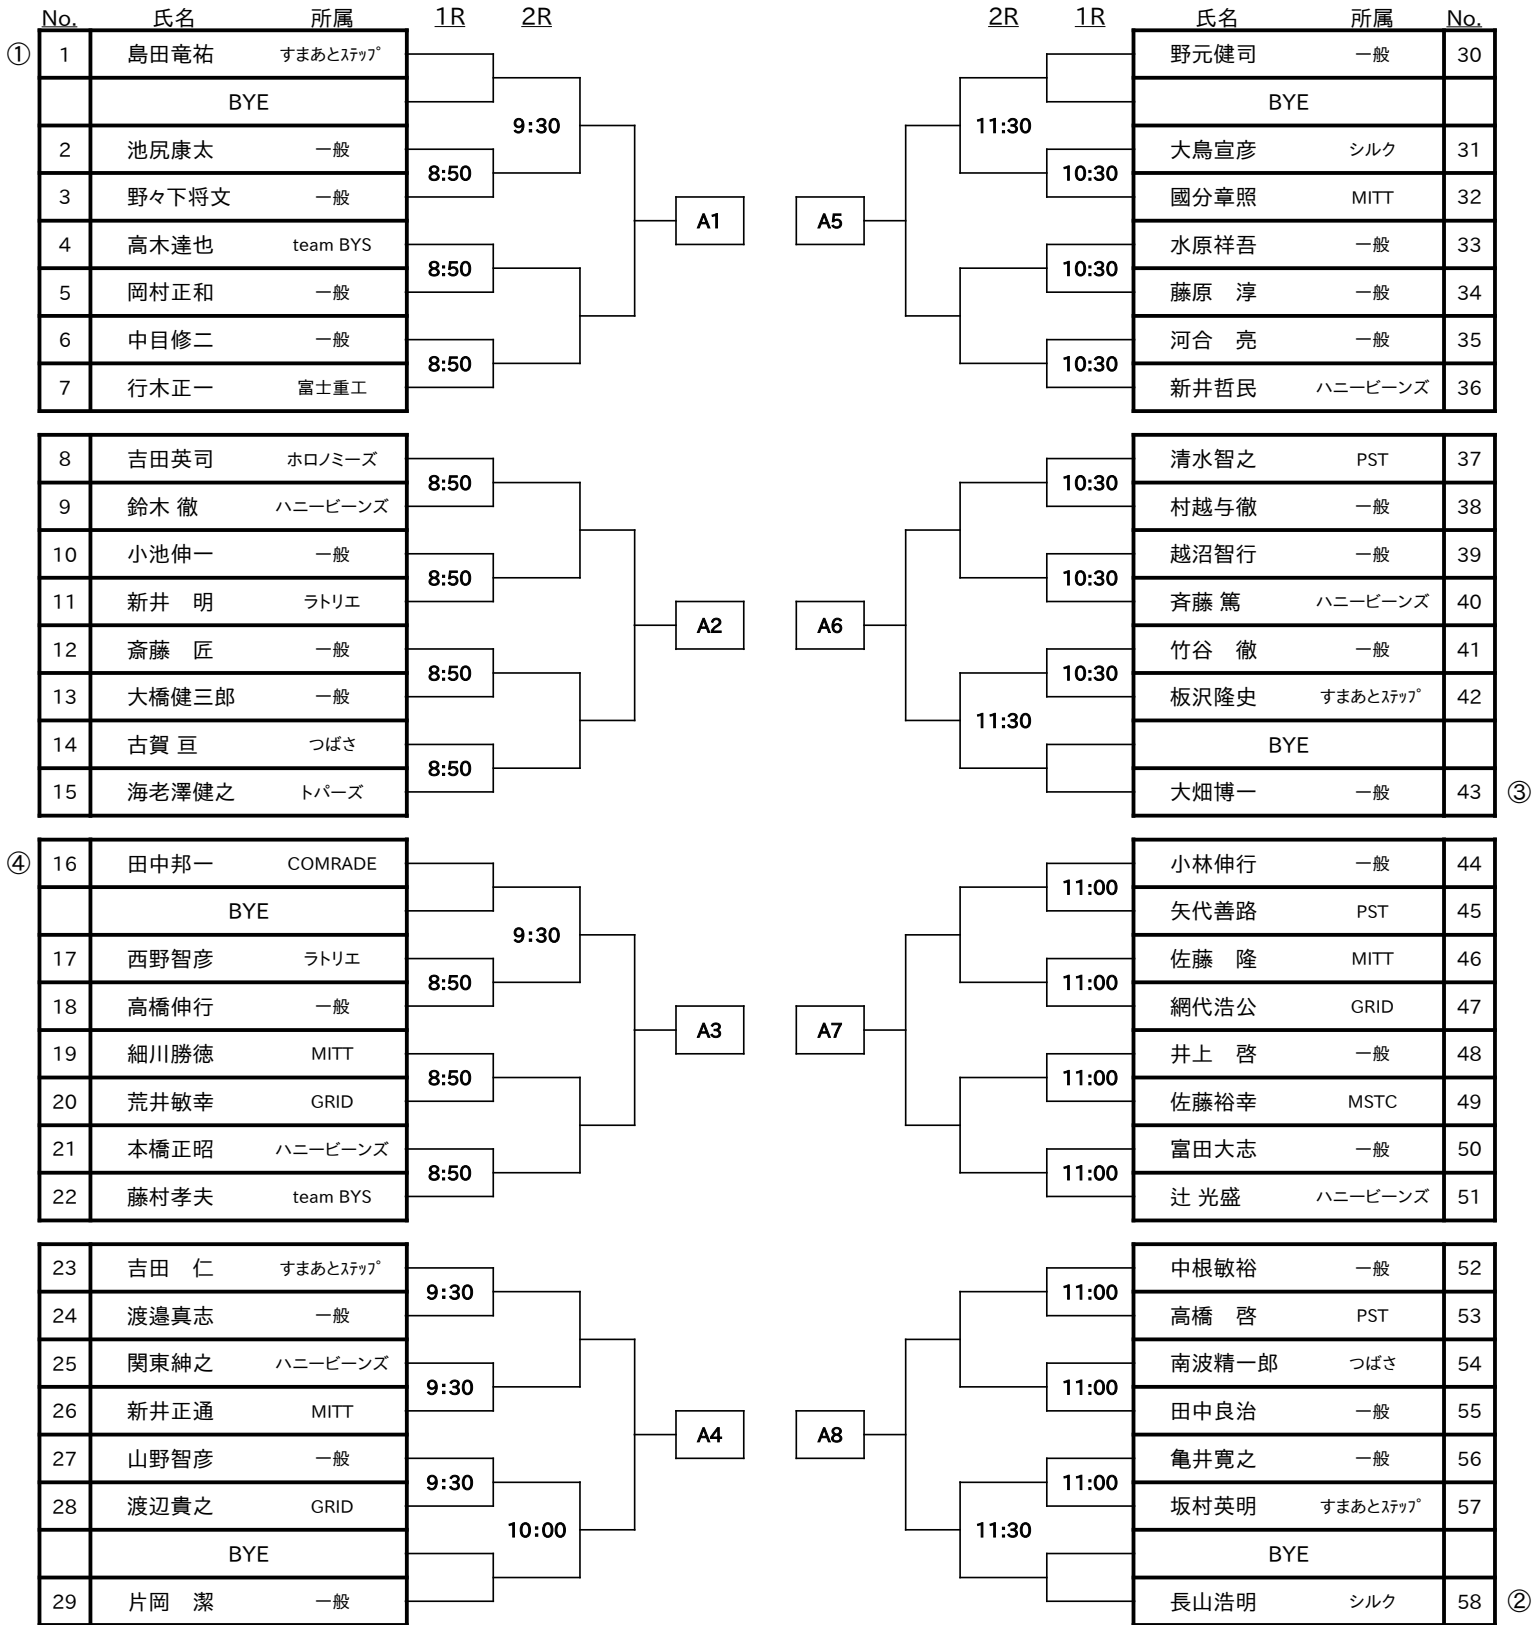 No. 氏名 所属 1R 2R
① 1 島田竜祐 すまあとｽﾃｯﾌﾟ
BYE
9:30
2 池尻康太 一般
8:50
3 野々下将文 一般
A1
4 高木達也 team BYS
8:50
5 岡村正和 一般
6 中目修二 一般
8:50
7 行木正一 富士重工
8 吉田英司 ホロノミーズ
8:50
9 鈴木 徹 ハニービーンズ
10 小池伸一 一般
8:50
11 新井　明 ラトリエ
A2
12 斎藤　匠 一般
8:50
13 大橋健三郎 一般
14 古賀 亘 つばさ
8:50
15 海老澤健之 トパーズ
④ 16 田中邦一 COMRADE
BYE
9:30
17 西野智彦 ラトリエ
8:50
18 高橋伸行 一般
A3
19 細川勝徳 MITT
8:50
20 荒井敏幸 GRID
21 本橋正昭 ハニービーンズ
8:50
22 藤村孝夫 team BYS
23 吉田　仁 すまあとｽﾃｯﾌﾟ
9:30
24 渡邉真志 一般
25 関東紳之 ハニービーンズ
9:30
26 新井正通 MITT
A4
27 山野智彦 一般
9:30
28 渡辺貴之 GRID
10:00
BYE
29 片岡　潔 一般
2R 1R 氏名 所属 No.
野元健司 一般 30
BYE
11:30
大鳥宣彦 シルク 31
10:30
國分章照 MITT 32
A5
水原祥吾 一般 33
10:30
藤原　淳 一般 34
河合　亮 一般 35
10:30
新井哲民 ハニービーンズ 36
清水智之 PST 37
10:30
村越与徹 一般 38
越沼智行 一般 39
10:30
斉藤 篤 ハニービーンズ 40
A6
竹谷　徹 一般 41
10:30
板沢隆史 すまあとｽﾃｯﾌﾟ 42
11:30
BYE
大畑博一 一般 43 ③
小林伸行 一般 44
11:00
矢代善路 PST 45
佐藤　隆 MITT 46
11:00
網代浩公 GRID 47
A7
井上　啓 一般 48
11:00
佐藤裕幸 MSTC 49
富田大志 一般 50
11:00
辻 光盛 ハニービーンズ 51
中根敏裕 一般 52
11:00
高橋　啓 PST 53
南波精一郎 つばさ 54
11:00
田中良治 一般 55
A8
亀井寛之 一般 56
11:00
坂村英明 すまあとｽﾃｯﾌﾟ 57
11:30
BYE
長山浩明 シルク 58 ②